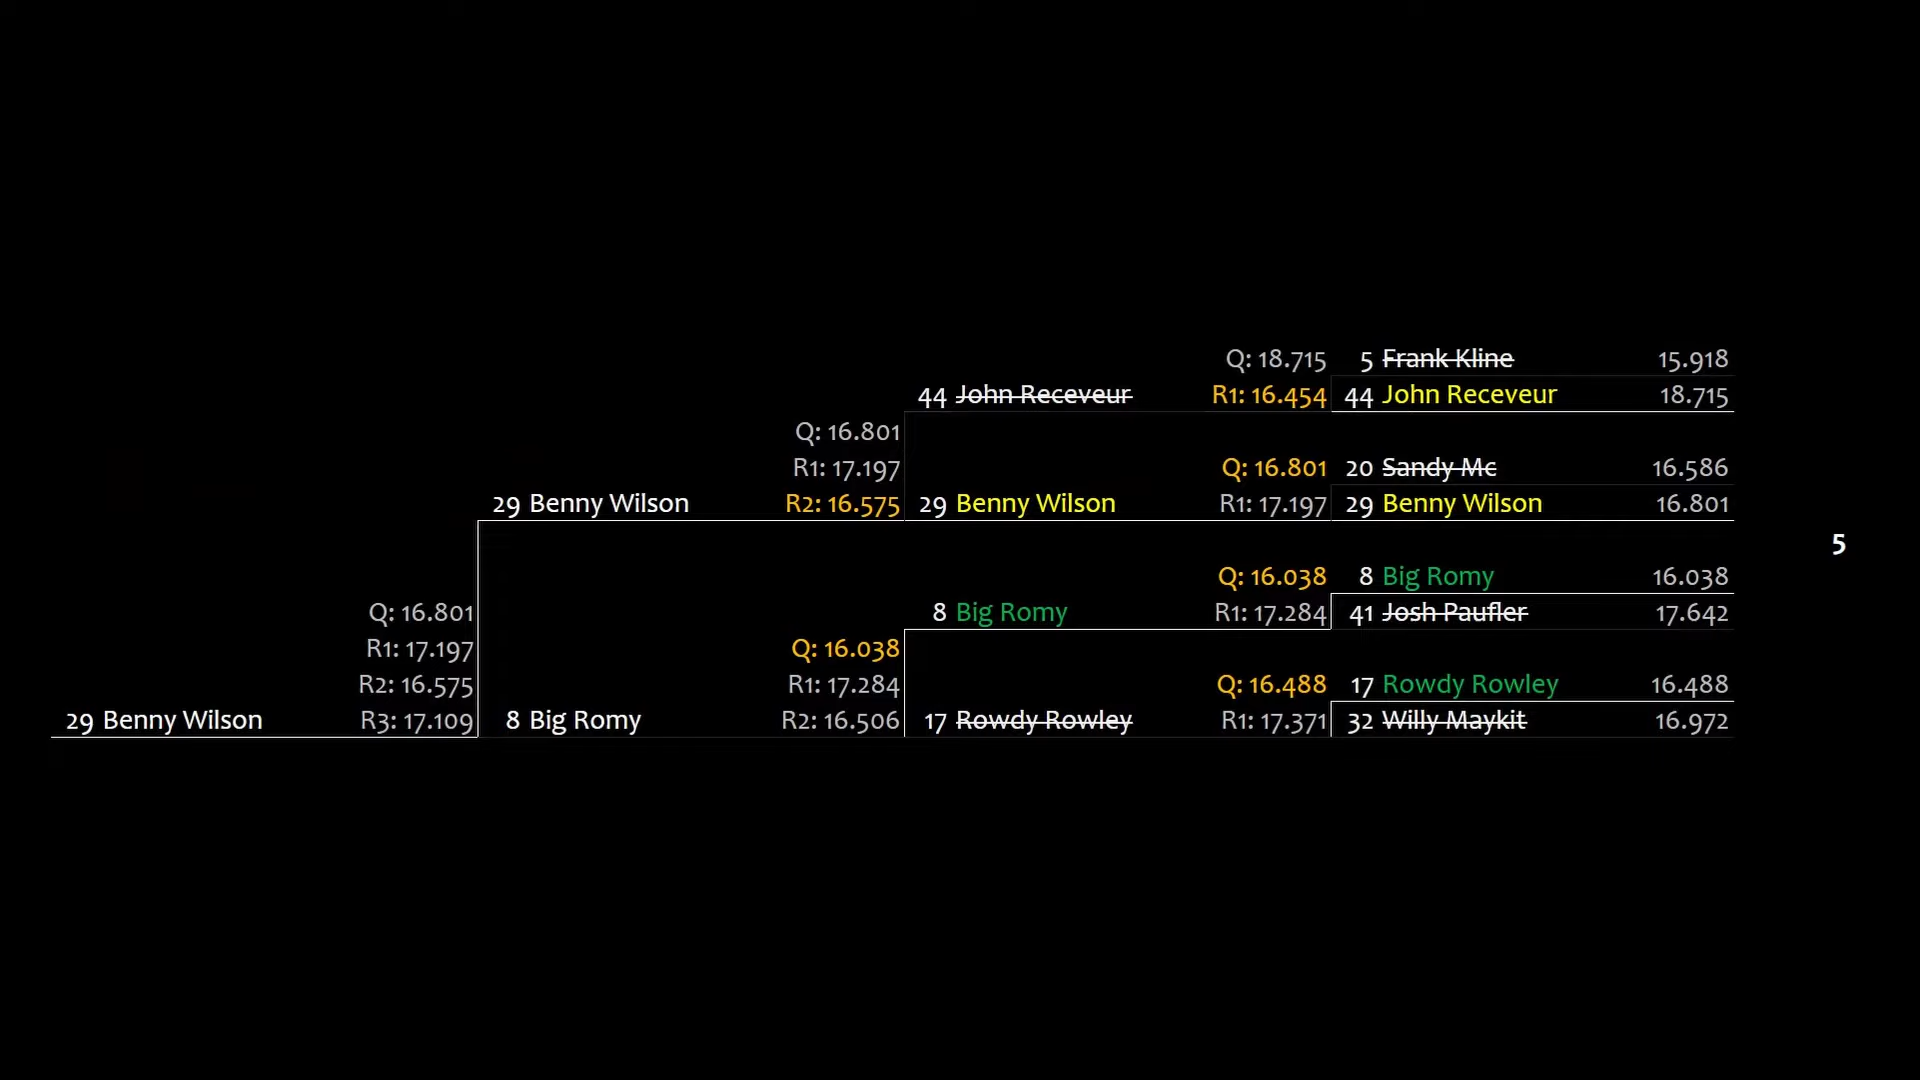 Q: 18.715 5 Frank Kline 15.918
44 John Receveur R1: 16.454 44 John Receveur 18.715
Q: 16.801
R1: 17.197 Q: 16.801 20 Sandy Mc 16.586
29 Benny Wilson R2: 16.575 29 Benny Wilson R1: 17.197 29 Benny Wilson 16.801
5
Q: 16.038 8 Big Romy 16.038
Q: 16.801 8 Big Romy R1: 17.284 41 Josh Paufler 17.642
R1: 17.197 Q: 16.038
R2: 16.575 R1: 17.284 Q: 16.488 17 Rowdy Rowley 16.488
29 Benny Wilson R3: 17.109 8 Big Romy R2: 16.506 17 Rowdy Rowley R1: 17.371 32 Willy Maykit 16.972